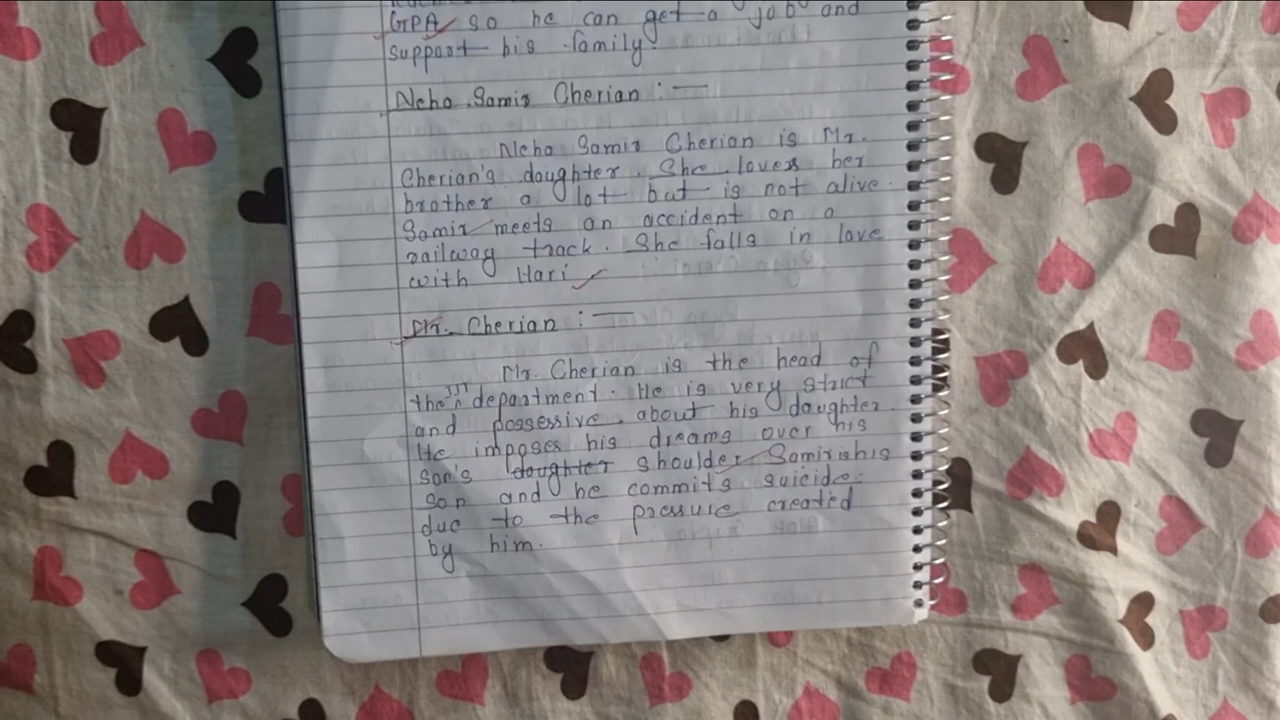 GPA so he can get a job and
support his family.
Neha Samir Cherian :—
Neha Samir Cherian is Mr.
Cherian's daughter. She loves her
brother a lot but is not alive.
Samir meets an accident on a
railway track. She falls in love
with Hari
Mr. Cherian :—
Mr. Cherian is the head of
the IIT department. He is very strict
and possessive about his daughter.
He imposes his dreams over his
son's daughter shoulder. Samir is his
son and he commits suicide
due to the pressure created
by him.